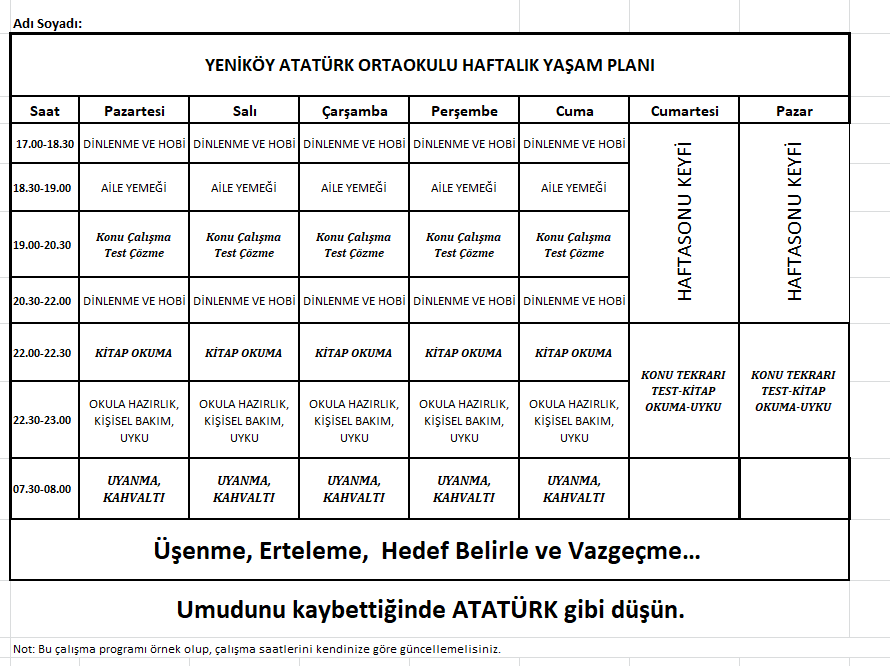 Adı Soyadı:
YENİKÖY ATATÜRK ORTAOKULU HAFTALIK YAŞAM PLANI
Saat Pazartesi Salı Çarşamba Perşembe Cuma Cumartesi Pazar
17.00-18.30 DİNLENME VE HOBİ DİNLENME VE HOBİ DİNLENME VE HOBİ DİNLENME VE HOBİ DİNLENME VE HOBİ
HAFTASONU KEYFİ HAFTASONU KEYFİ
18.30-19.00 AİLE YEMEĞİ AİLE YEMEĞİ AİLE YEMEĞİ AİLE YEMEĞİ AİLE YEMEĞİ
19.00-20.30 Konu Çalışma Konu Çalışma Konu Çalışma Konu Çalışma Konu Çalışma
Test Çözme Test Çözme Test Çözme Test Çözme Test Çözme
20.30-22.00 DİNLENME VE HOBİ DİNLENME VE HOBİ DİNLENME VE HOBİ DİNLENME VE HOBİ DİNLENME VE HOBİ
22.00-22.30 KİTAP OKUMA KİTAP OKUMA KİTAP OKUMA KİTAP OKUMA KİTAP OKUMA
KONU TEKRARI KONU TEKRARI
TEST-KİTAP TEST-KİTAP
OKUMA-UYKU OKUMA-UYKU
22.30-23.00 OKULA HAZIRLIK, OKULA HAZIRLIK, OKULA HAZIRLIK, OKULA HAZIRLIK, OKULA HAZIRLIK,
KİŞİSEL BAKIM, KİŞİSEL BAKIM, KİŞİSEL BAKIM, KİŞİSEL BAKIM, KİŞİSEL BAKIM,
UYKU UYKU UYKU UYKU UYKU
07.30-08.00 UYANMA, UYANMA, UYANMA, UYANMA, UYANMA,
KAHVALTI KAHVALTI KAHVALTI KAHVALTI KAHVALTI
Üşenme, Erteleme, Hedef Belirle ve Vazgeçme...
Umudunu kaybettiğinde ATATÜRK gibi düşün.
Not: Bu çalışma programı örnek olup, çalışma saatlerini kendinize göre güncellemelisiniz.